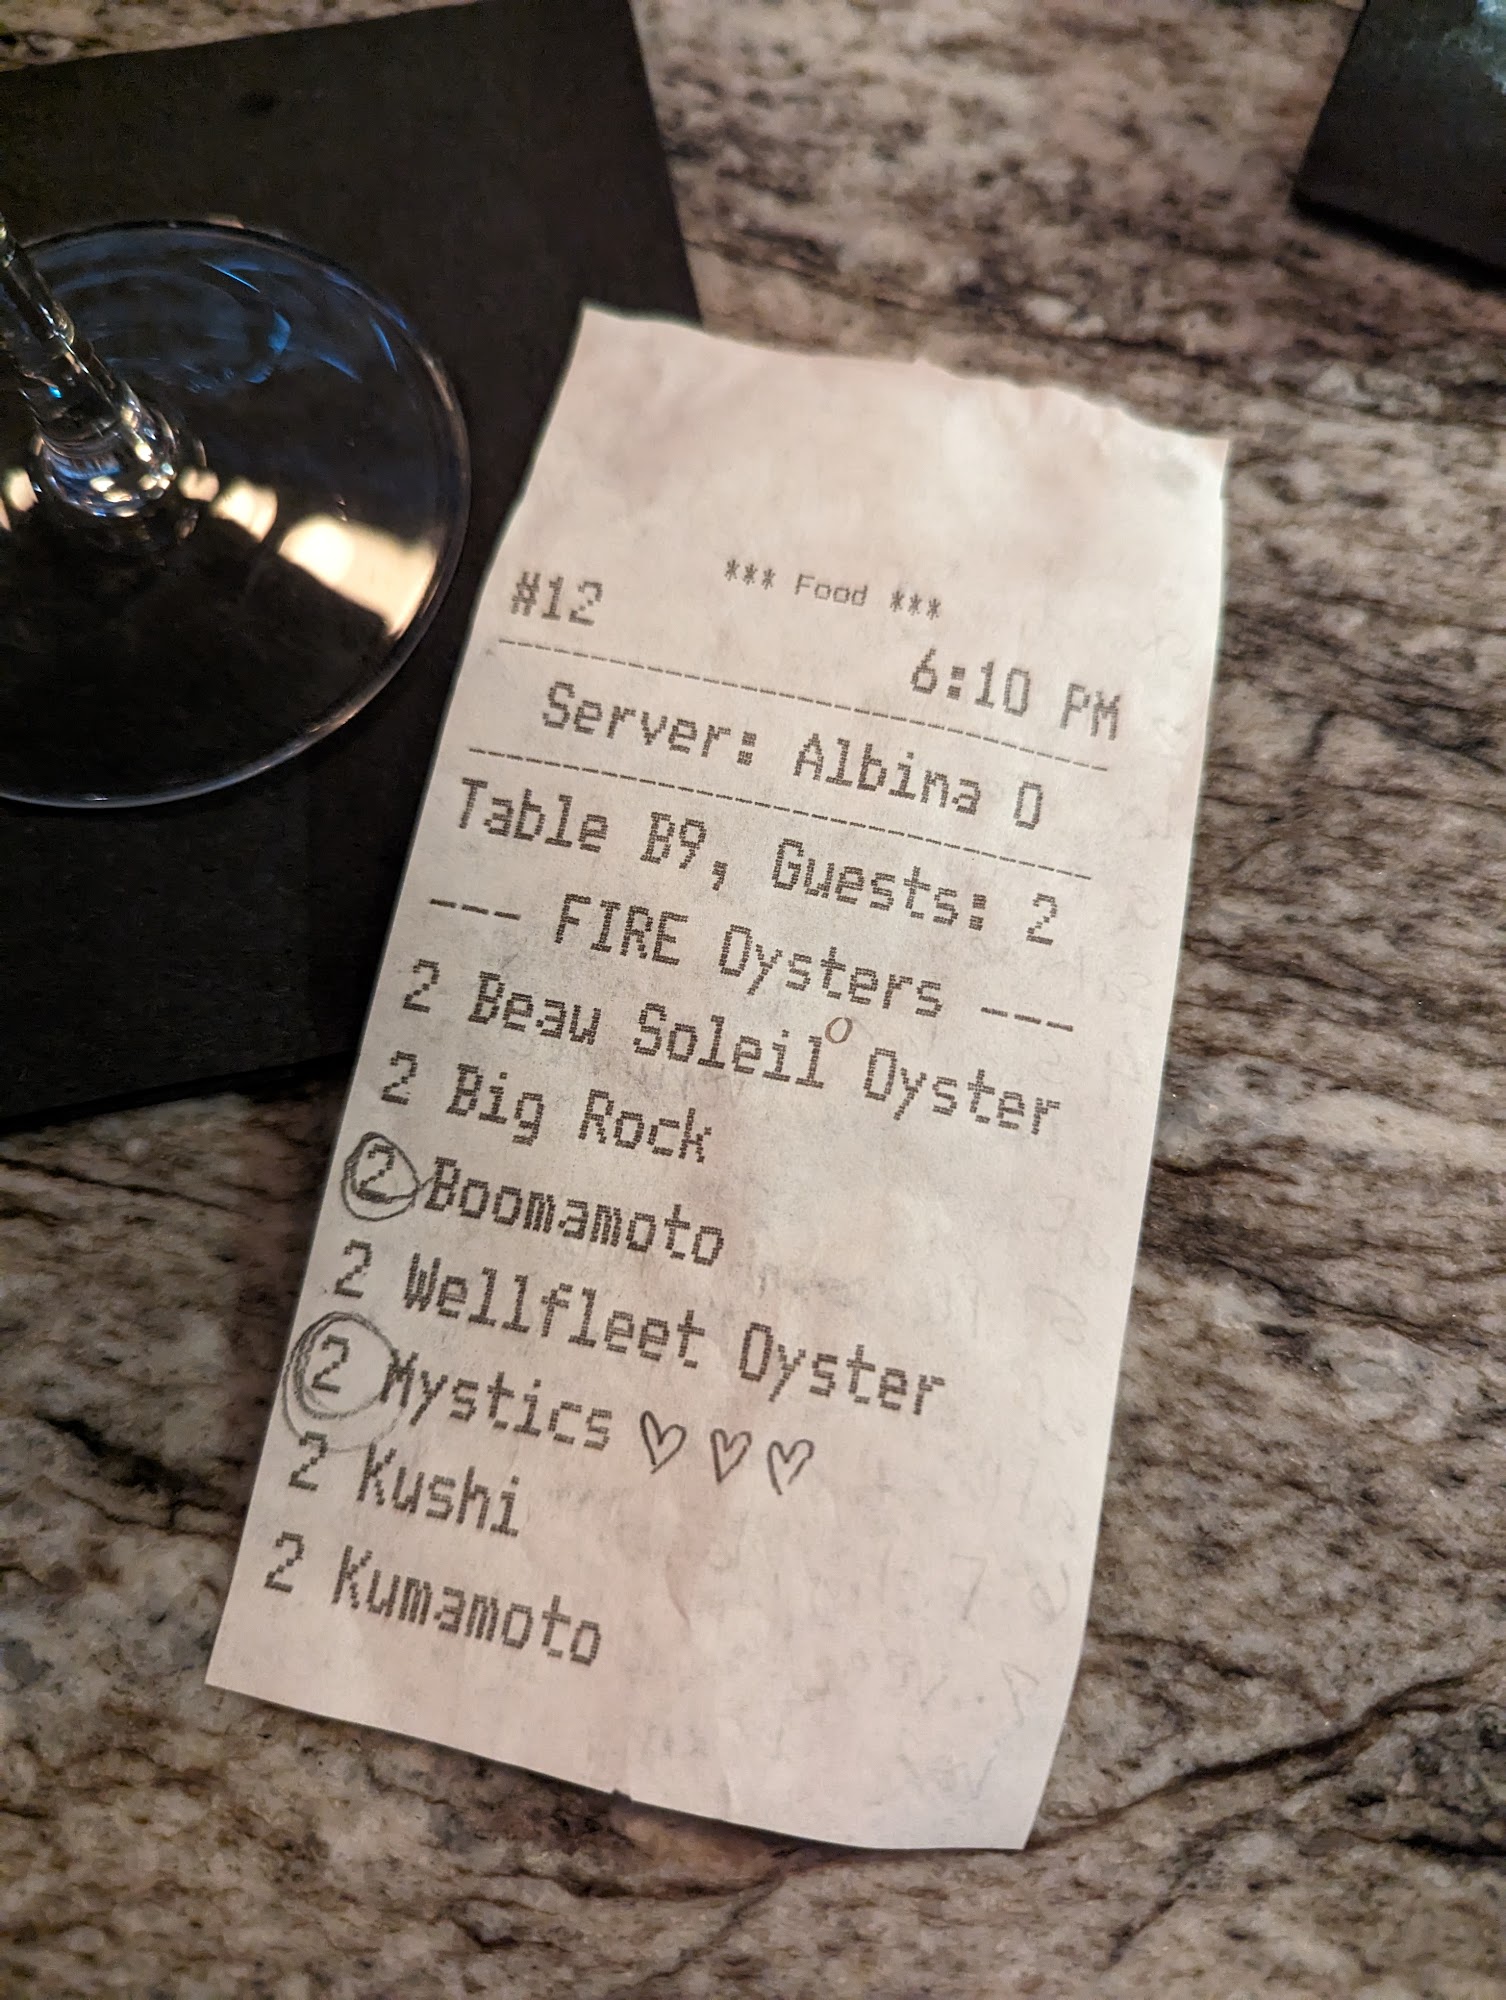 *** Food ***
#12 6:10 PM
Server: Albina O
Table B9, Guests: 2
--- FIRE Oysters ---
2 Beau Soleil Oyster
2 Big Rock
2 Boomamoto
2 Wellfleet Oyster
2 Mystics ♡ ♡ ♡
2 Kushi
2 Kumamoto